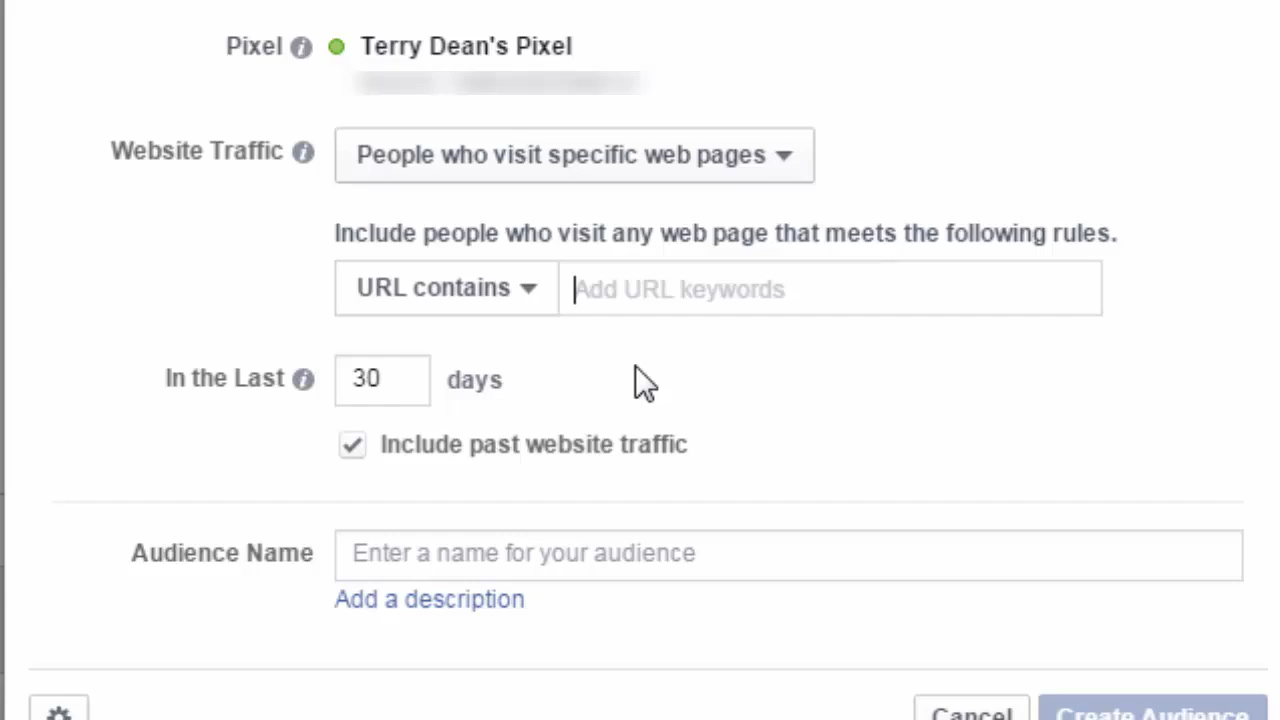 Pixel Terry Dean's Pixel
Website Traffic People who visit specific web pages
Include people who visit any web page that meets the following rules.
URL contains Add URL keywords
In the Last 30 days
Include past website traffic
Audience Name Enter a name for your audience
Add a description
Cancel Create Audience